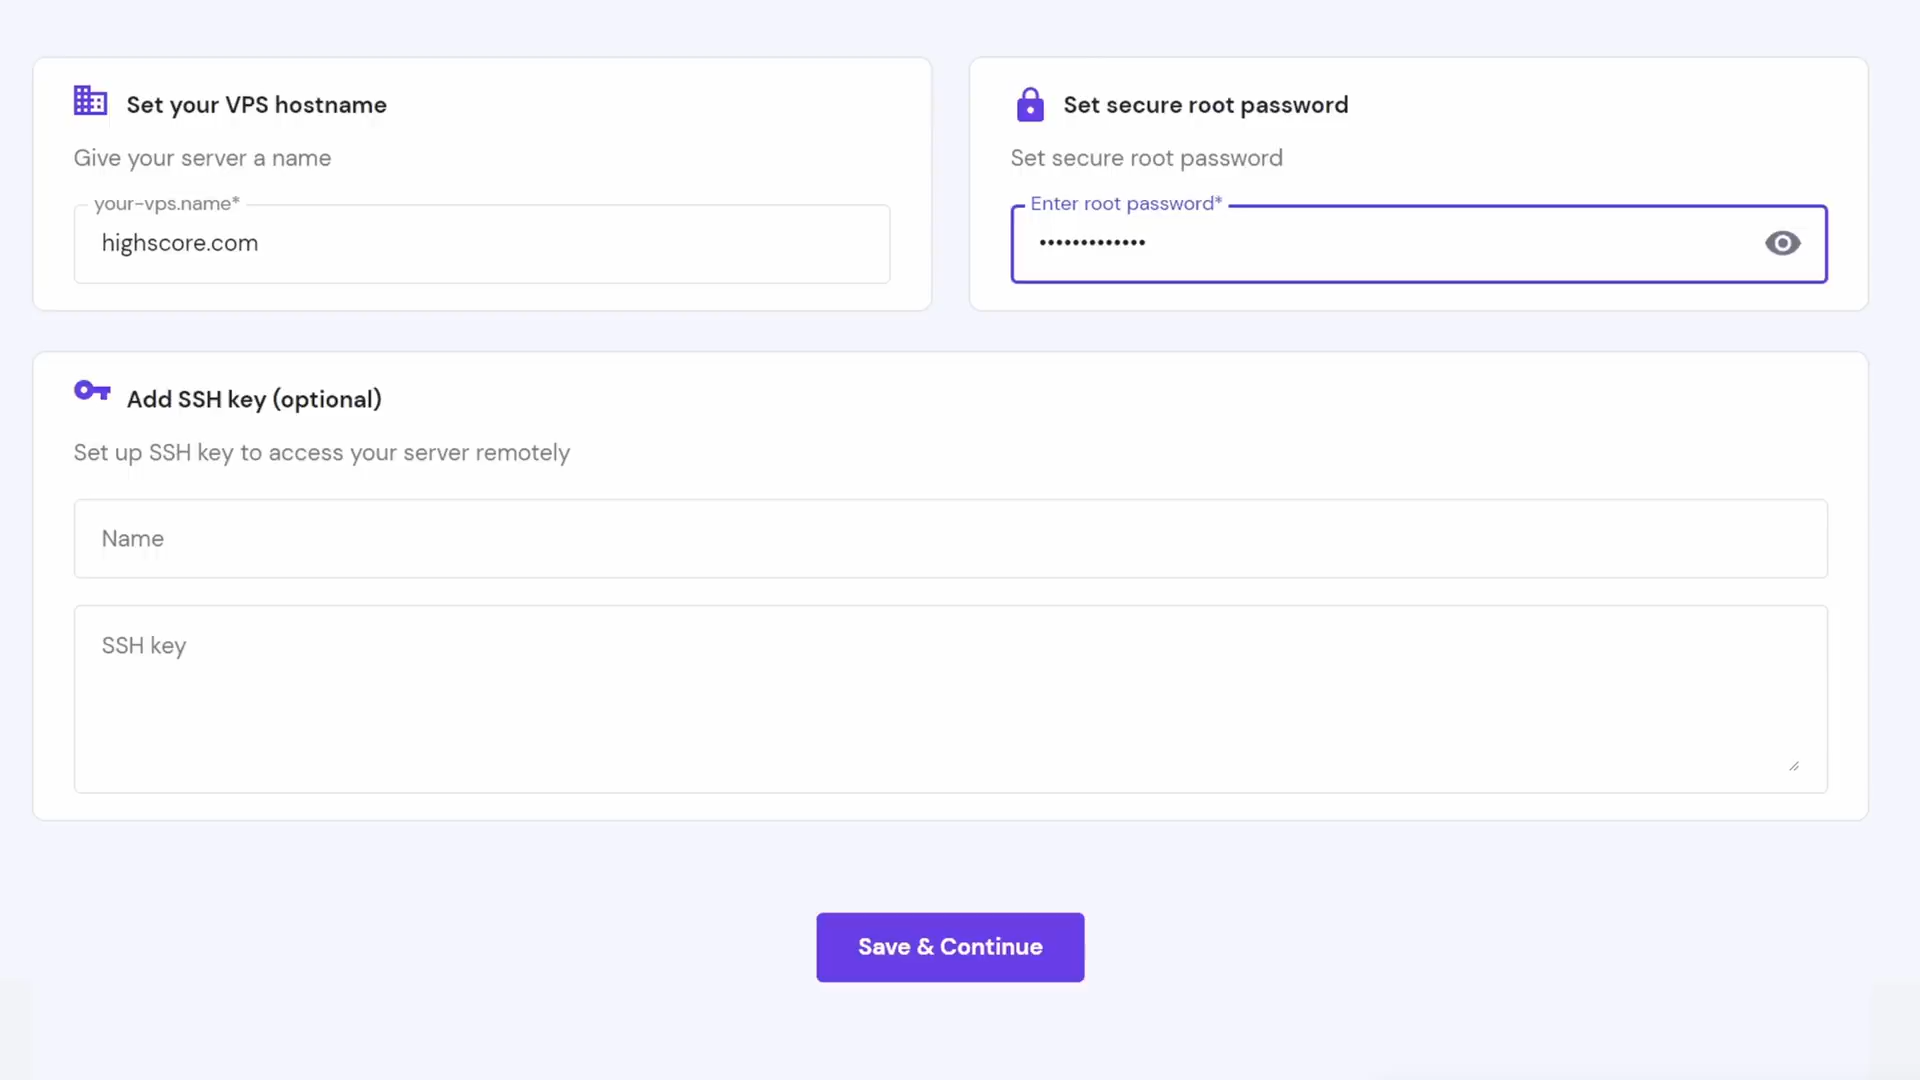 Set your VPS hostname
Give your server a name
your-vps.name*
highscore.com
Set secure root password
Set secure root password
Enter root password*
•••••••••••••
Add SSH key (optional)
Set up SSH key to access your server remotely
Name
SSH key
Save & Continue